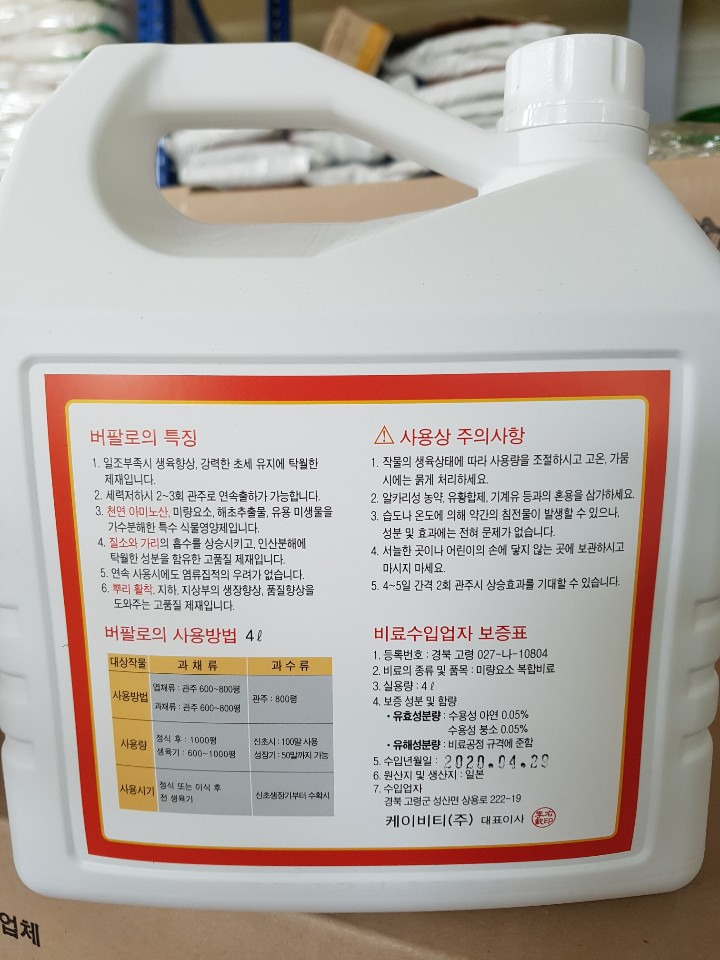 버팔로의 특징
1. 일조부족시 생육향상, 강력한 초세 유지에 탁월한
제재입니다.
2. 세력저하시 2~3회 관주로 연속출하가 가능합니다.
3. 천연 아미노산, 미량요소, 해초추출물, 유용 미생물을
가수분해한 특수 식물영양제입니다.
4. 질소와 가리의 흡수를 상승시키고, 인산분해에
탁월한 성분을 함유한 고품질 제재입니다.
5. 연속 사용시에도 염류집적의 우려가 없습니다.
6. 뿌리 활착, 지하, 지상부의 생장향상, 품질향상을
도와주는 고품질 제재입니다.
버팔로의 사용방법 4ℓ
대상작물 과채류 과수류
사용방법 엽채류 : 관주 600~800평 관주 : 800평
과채류 : 관주 600~800평
사용량 정식 후 : 1000평 신초시 : 100말 사용
생육기 : 600~1000평 성장기 : 50말까지 가능
사용시기 정식 또는 이식 후 신초생장기부터 수확시
전 생육기
⚠ 사용상 주의사항
1. 작물의 생육상태에 따라 사용량을 조절하시고 고온, 가뭄
시에는 묽게 처리하세요.
2. 알카리성 농약, 유황합제, 기계유 등과의 혼용을 삼가하세요.
3. 습도나 온도에 의해 약간의 침전물이 발생할 수 있으나,
성분 및 효과에는 전혀 문제가 없습니다.
4. 서늘한 곳이나 어린이의 손에 닿지 않는 곳에 보관하시고
마시지 마세요.
5. 4~5일 간격 2회 관주시 상승효과를 기대할 수 있습니다.
비료수입업자 보증표
1. 등록번호 : 경북 고령 027-나-10804
2. 비료의 종류 및 품목 : 미량요소 복합비료
3. 실용량 : 4ℓ
4. 보증 성분 및 함량
・유효성분량 : 수용성 아연 0.05%
수용성 붕소 0.05%
・유해성분량 : 비료공정 규격에 준함
5. 수입년월일 : 2020.04.20
6. 원산지 및 생산지 : 일본
7. 수입업자
경북 고령군 성산면 상용로 222-19
케이비티(주) 대표이사
업체